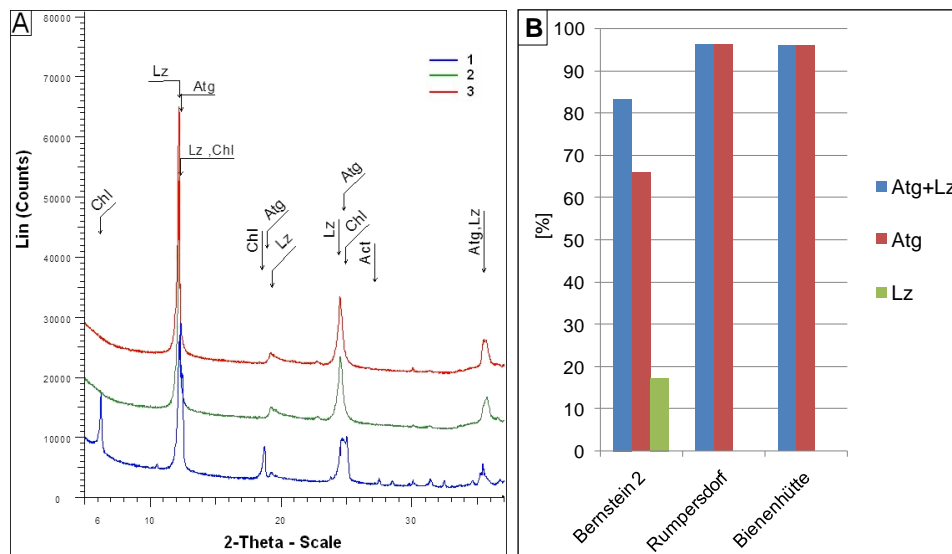 A
80000
70000
60000
50000
40000
30000
20000
10000
0
Lin (Counts)
1
2
3
Lz
Atg
Lz ,Chl
Chl
Chl
Atg
Lz
Lz
Atg
Chl
Act
Atg,Lz
6
10
20
30
2-Theta - Scale
B
100
90
80
70
60
50
40
30
20
10
0
[%]
Bernstein 2
Rumpersdorf
Bienenhütte
Atg+Lz
Atg
Lz